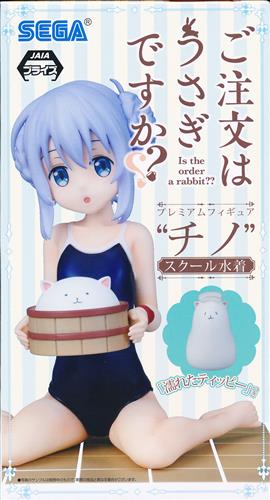 SEGA®
JAIA
プライズ
ご注文は
うさぎ
ですか??
Is the
order
a rabbit??
プレミアムフィギュア
“チノ”
スクール水着
「濡れたティッピー」